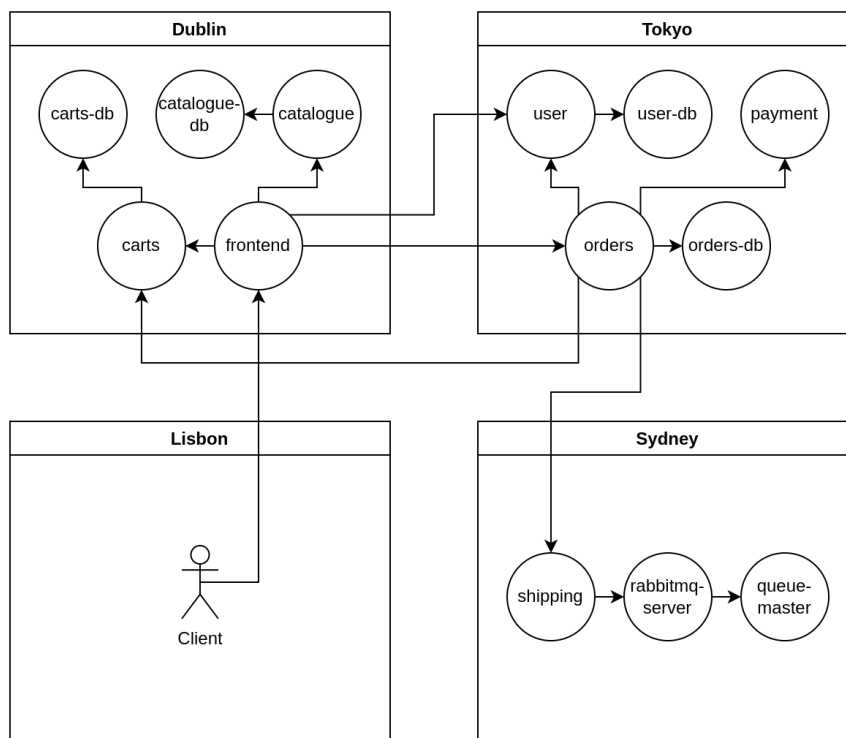 Dublin
Tokyo
carts-db
catalogue-
db
catalogue
user
user-db
payment
carts
frontend
orders
orders-db
Lisbon
Sydney
Client
shipping
rabbitmq-
server
queue-
master